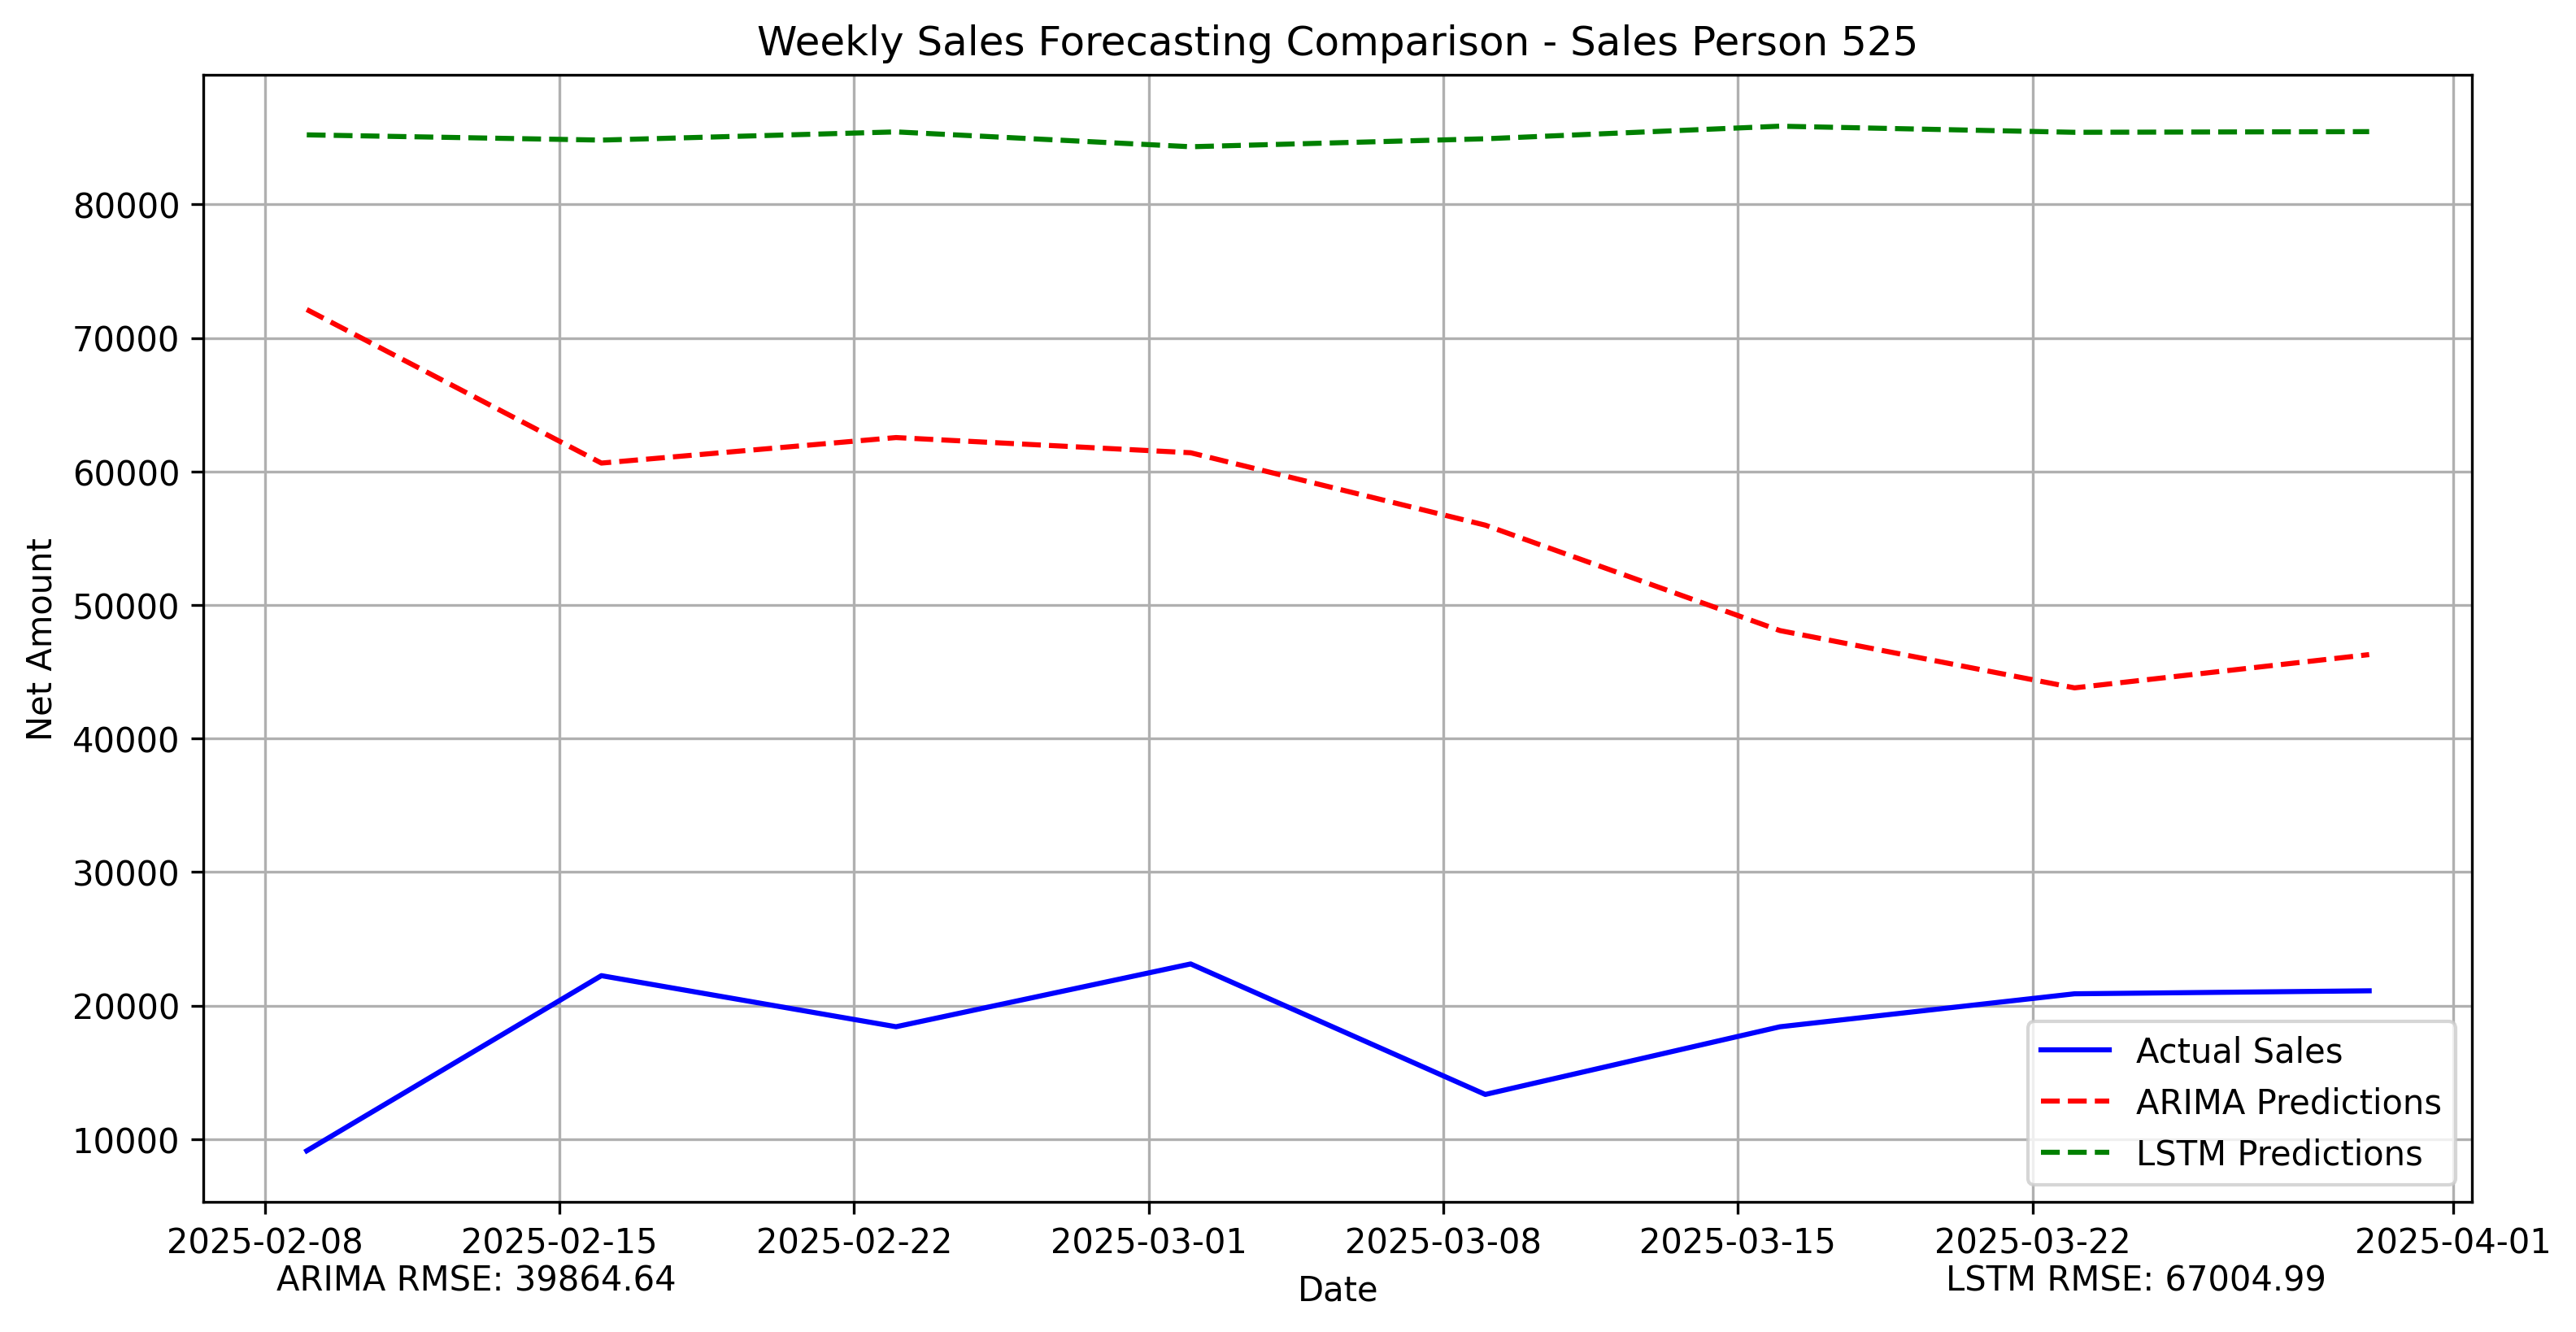 Weekly Sales Forecasting Comparison - Sales Person 525
Net Amount
80000
70000
60000
50000
40000
30000
20000
10000
Actual Sales
ARIMA Predictions
LSTM Predictions
2025-02-08 2025-02-15 2025-02-22 2025-03-01 2025-03-08 2025-03-15 2025-03-22 2025-04-01
ARIMA RMSE: 39864.64
Date
LSTM RMSE: 67004.99